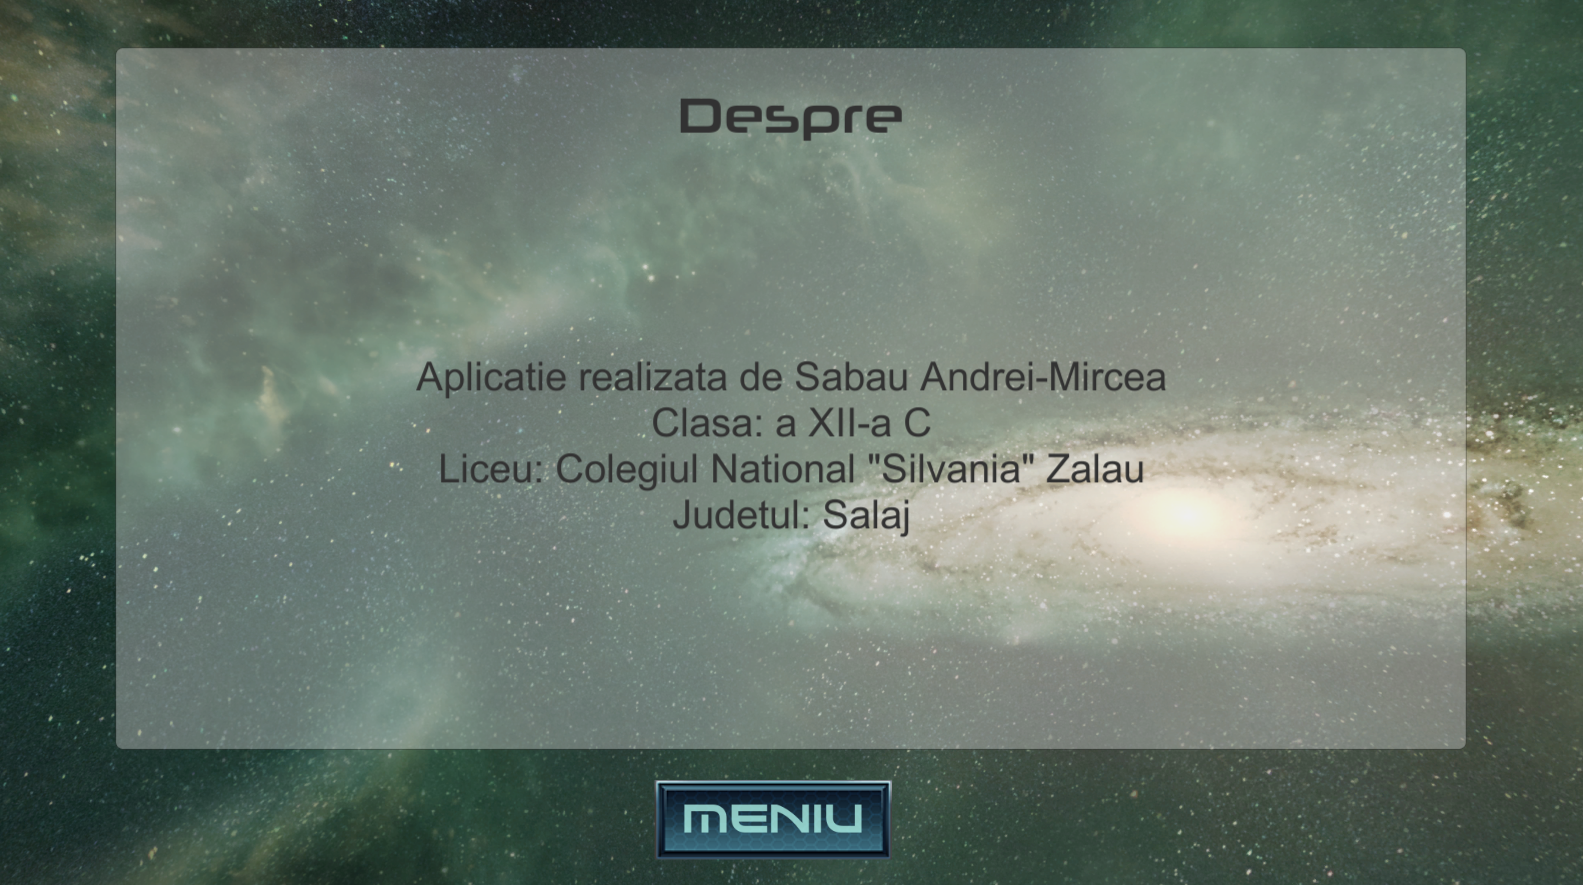 Despre
Aplicatie realizata de Sabau Andrei-Mircea
Clasa: a XII-a C
Liceu: Colegiul National "Silvania" Zalau
Judetul: Salaj
MENIU